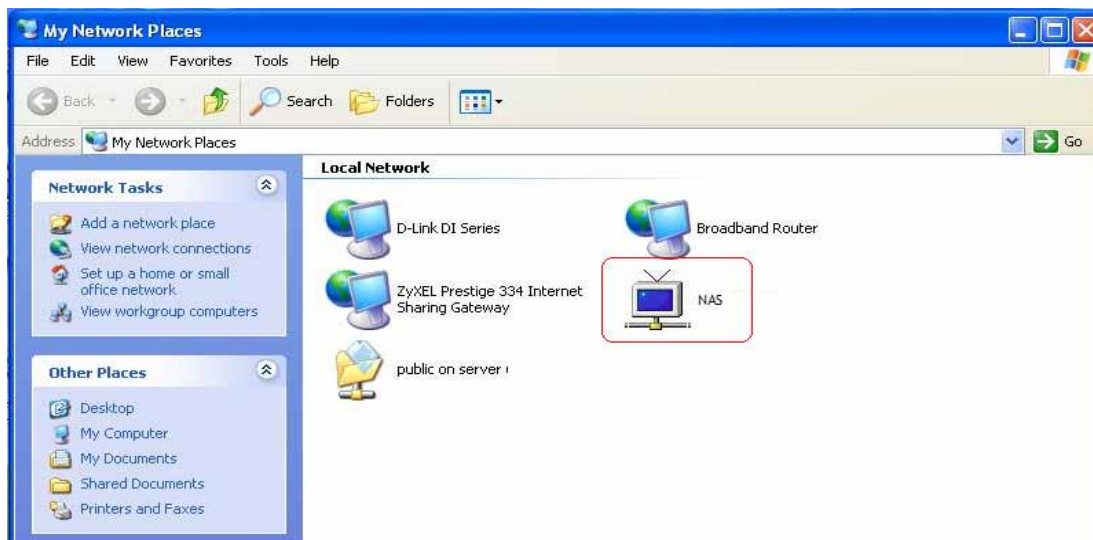 My Network Places
File Edit View Favorites Tools Help
Back Search Folders
Address My Network Places Go
Network Tasks
Add a network place
View network connections
Set up a home or small
office network
View workgroup computers
Other Places
Desktop
My Computer
My Documents
Shared Documents
Printers and Faxes
Local Network
D-Link DI Series
Broadband Router
ZyXEL Prestige 334 Internet
Sharing Gateway
NAS
public on server